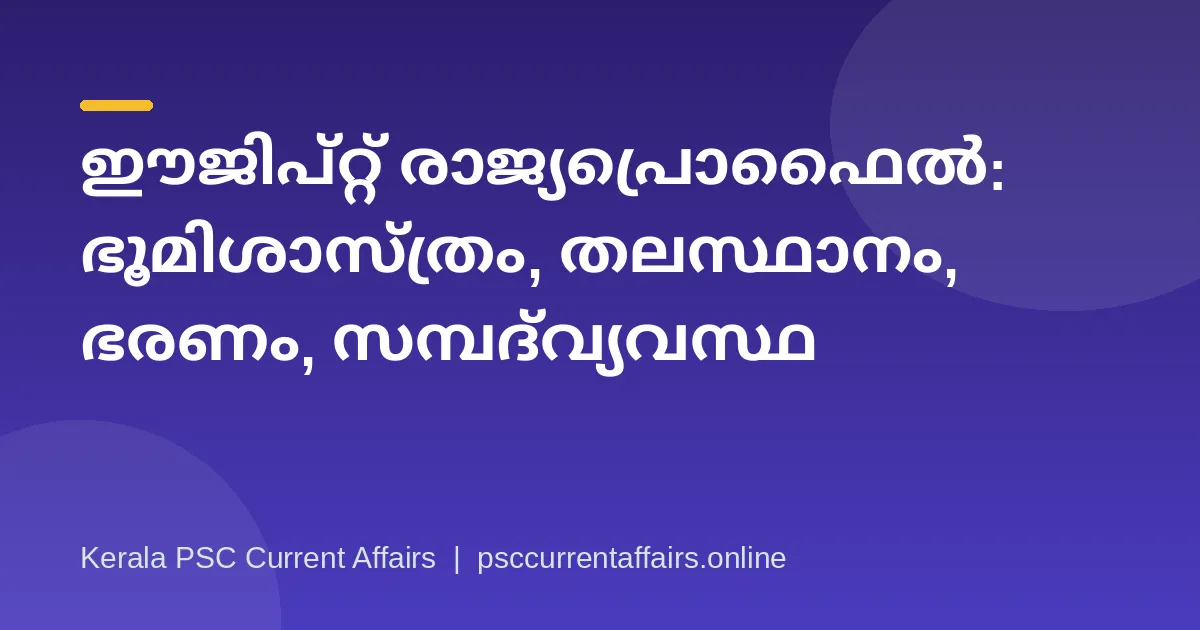 ഈജിപ്റ്റ് രാജ്യപ്രൊഫൈൽ:
ഭൂമിശാസ്ത്രം, തലസ്ഥാനം,
ഭരണം, സമ്പദ്‌വ്യവസ്ഥ
Kerala PSC Current Affairs | psccurrentaffairs.online